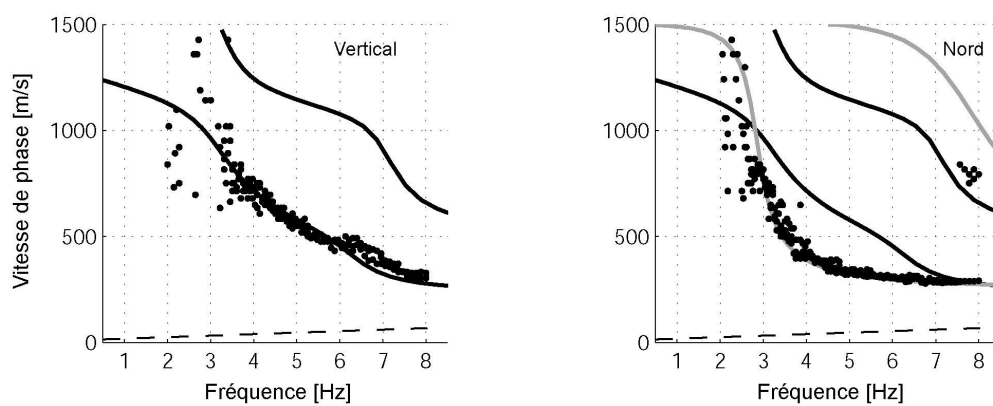 1500
1000
500
0
Vitesse de phase [m/s]
Vertical
1 2 3 4 5 6 7 8
Fréquence [Hz]
1500
1000
500
0
Nord
1 2 3 4 5 6 7 8
Fréquence [Hz]